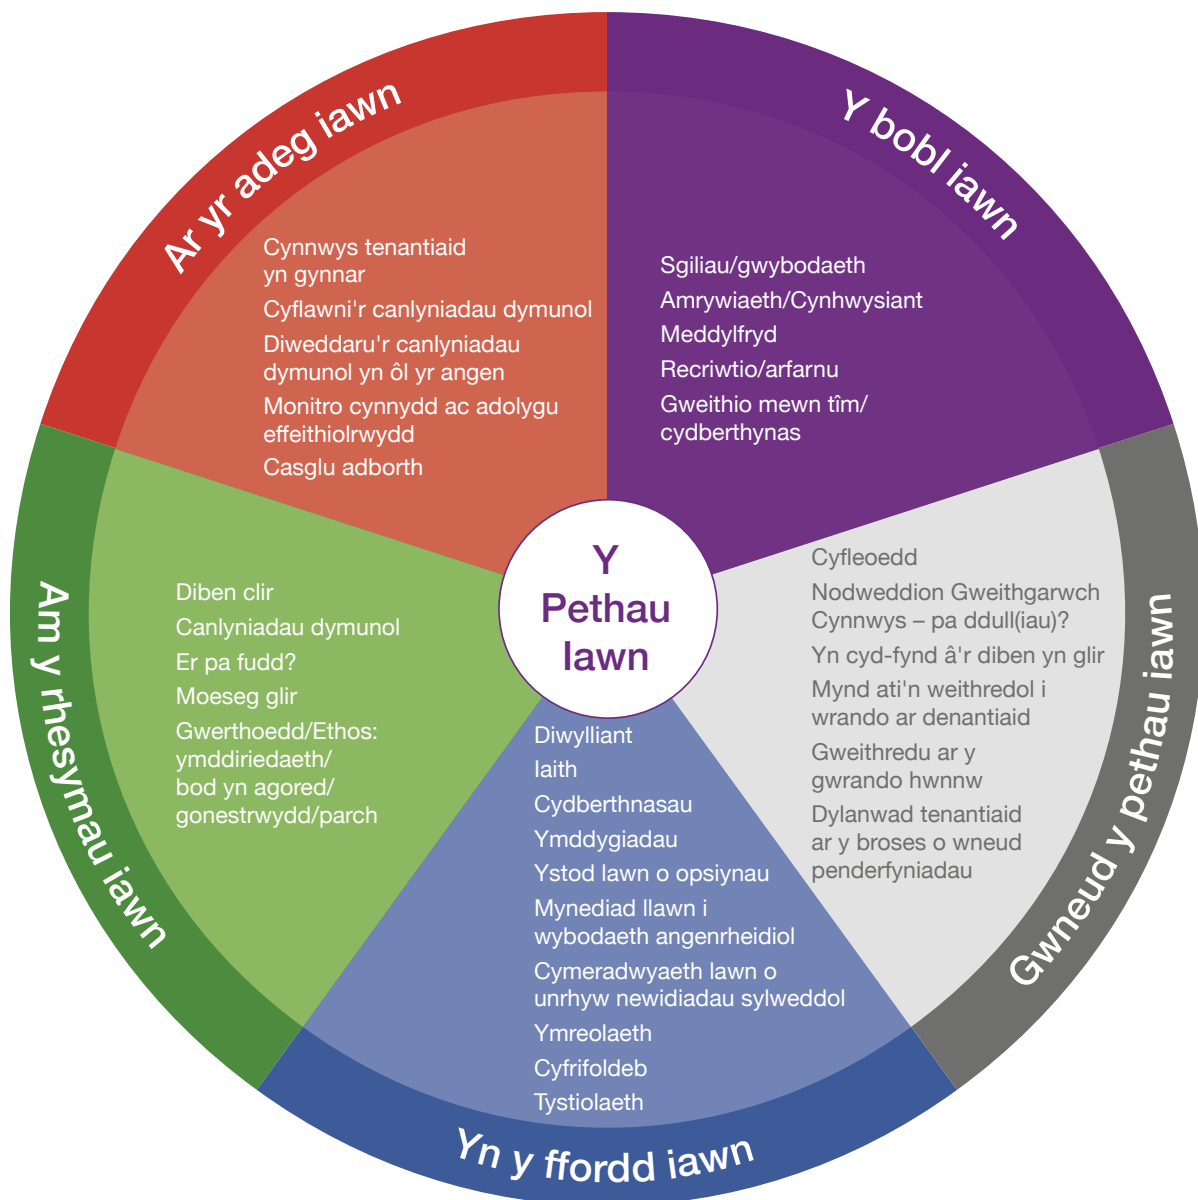 Y
Pethau
Iawn
Y bobl iawn
Sgiliau/gwybodaeth
Amrywiaeth/Cynhwysiant
Meddylfryd
Recriwtio/arfarnu
Gweithio mewn tîm/
cydberthynas
Gwneud y pethau iawn
Cyfleoedd
Nodweddion Gweithgarwch
Cynnwys – pa ddull(iau)?
Yn cyd-fynd â'r diben yn glir
Mynd ati'n weithredol i
wrando ar denantiaid
Gweithredu ar y
gwrando hwnnw
Dylanwad tenantiaid
ar y broses o wneud
penderfyniadau
Yn y ffordd iawn
Diwylliant
Iaith
Cydberthnasau
Ymddygiadau
Ystod lawn o opsiynau
Mynediad llawn i
wybodaeth angenrheidiol
Cymeradwyaeth lawn o
unrhyw newidiadau sylweddol
Ymreolaeth
Cyfrifoldeb
Tystiolaeth
Am y rhesymau iawn
Diben clir
Canlyniadau dymunol
Er pa fudd?
Moeseg glir
Gwerthoedd/Ethos:
ymddiriedaeth/
bod yn agored/
gonestrwydd/parch
Ar yr adeg iawn
Cynnwys tenantiaid
yn gynnar
Cyflawni'r canlyniadau dymunol
Diweddaru'r canlyniadau
dymunol yn ôl yr angen
Monitro cynnydd ac adolygu
effeithiolrwydd
Casglu adborth